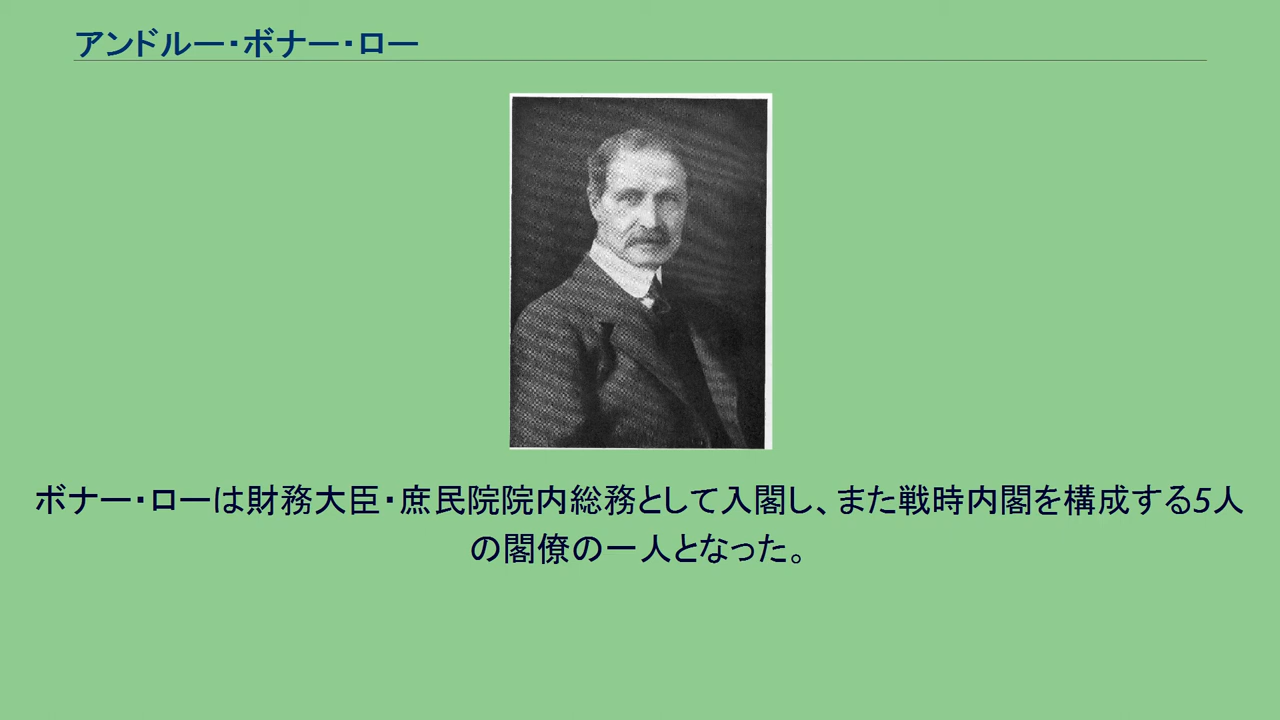 アンドルー・ボナー・ロー
ボナー・ローは財務大臣・庶民院院内総務として入閣し、また戦時内閣を構成する5人
の閣僚の一人となった。